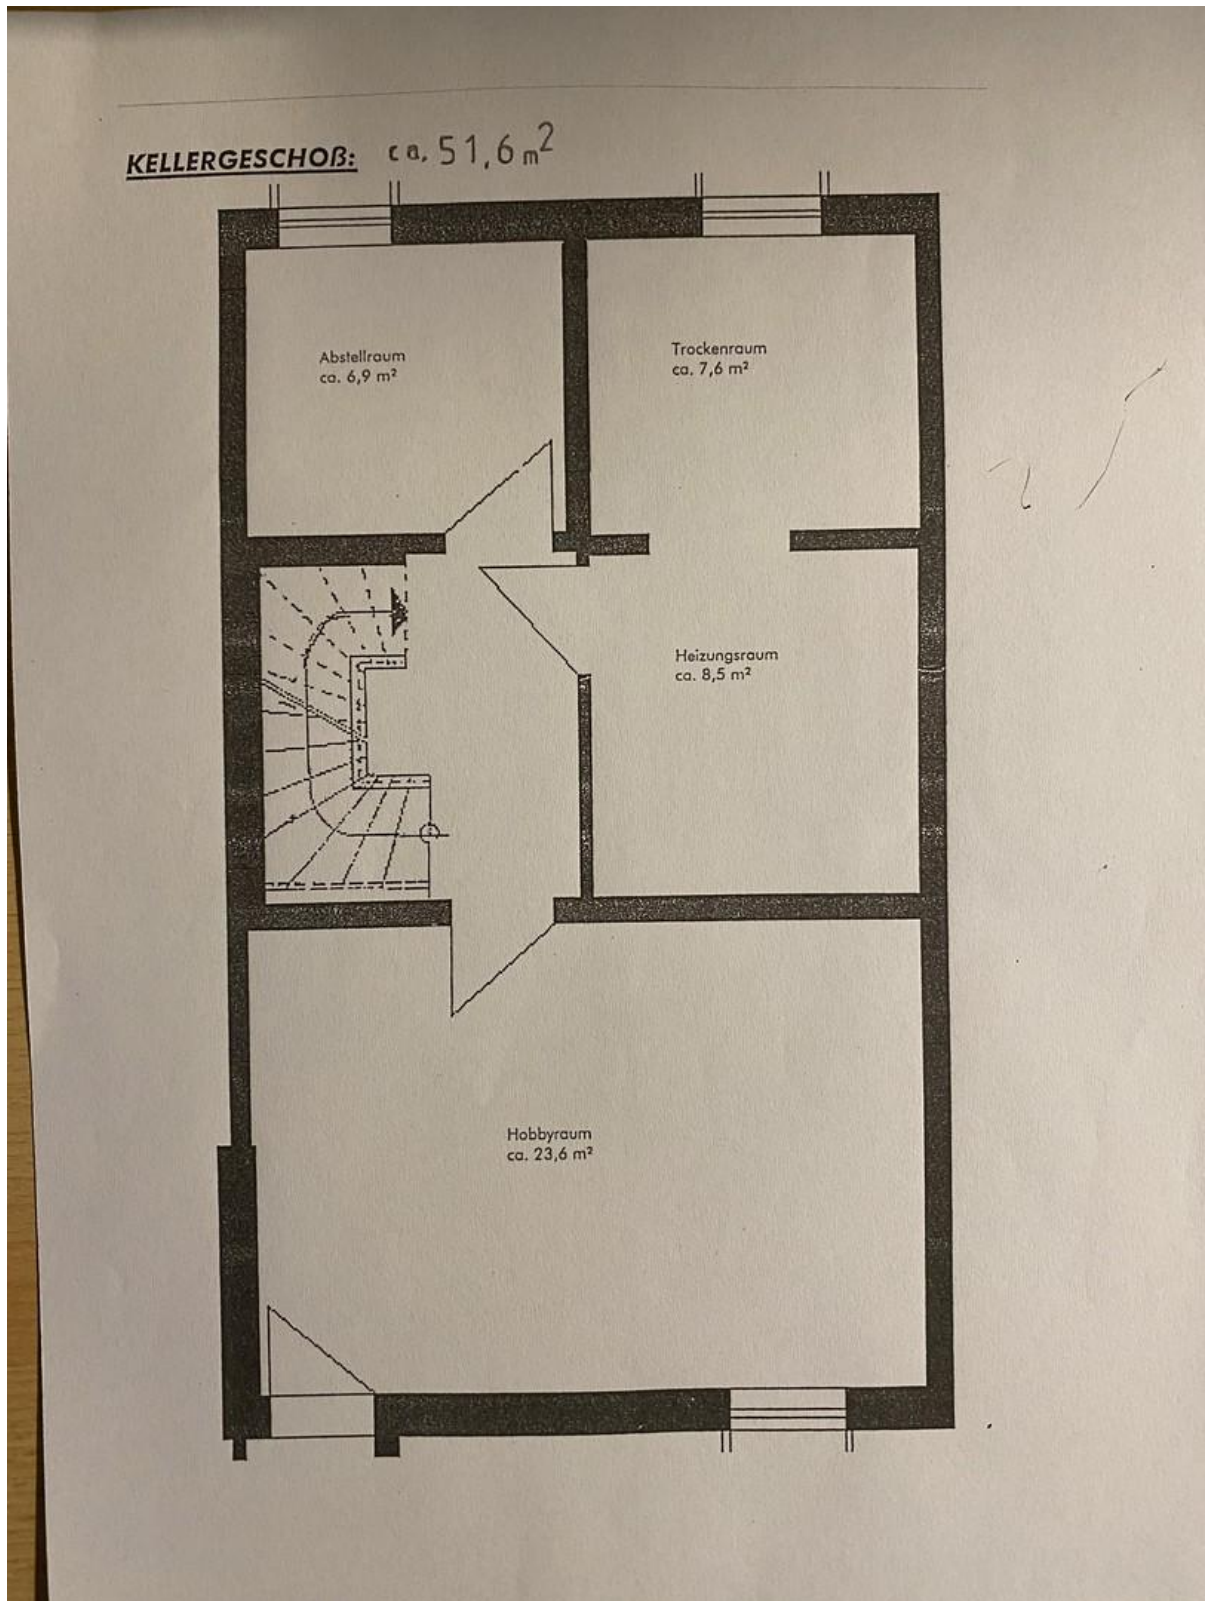 KELLERGESCHOß: ca. 51,6 m²
Abstellraum
ca. 6,9 m²
Trockenraum
ca. 7,6 m²
Heizungsraum
ca. 8,5 m²
Hobbyraum
ca. 23,6 m²